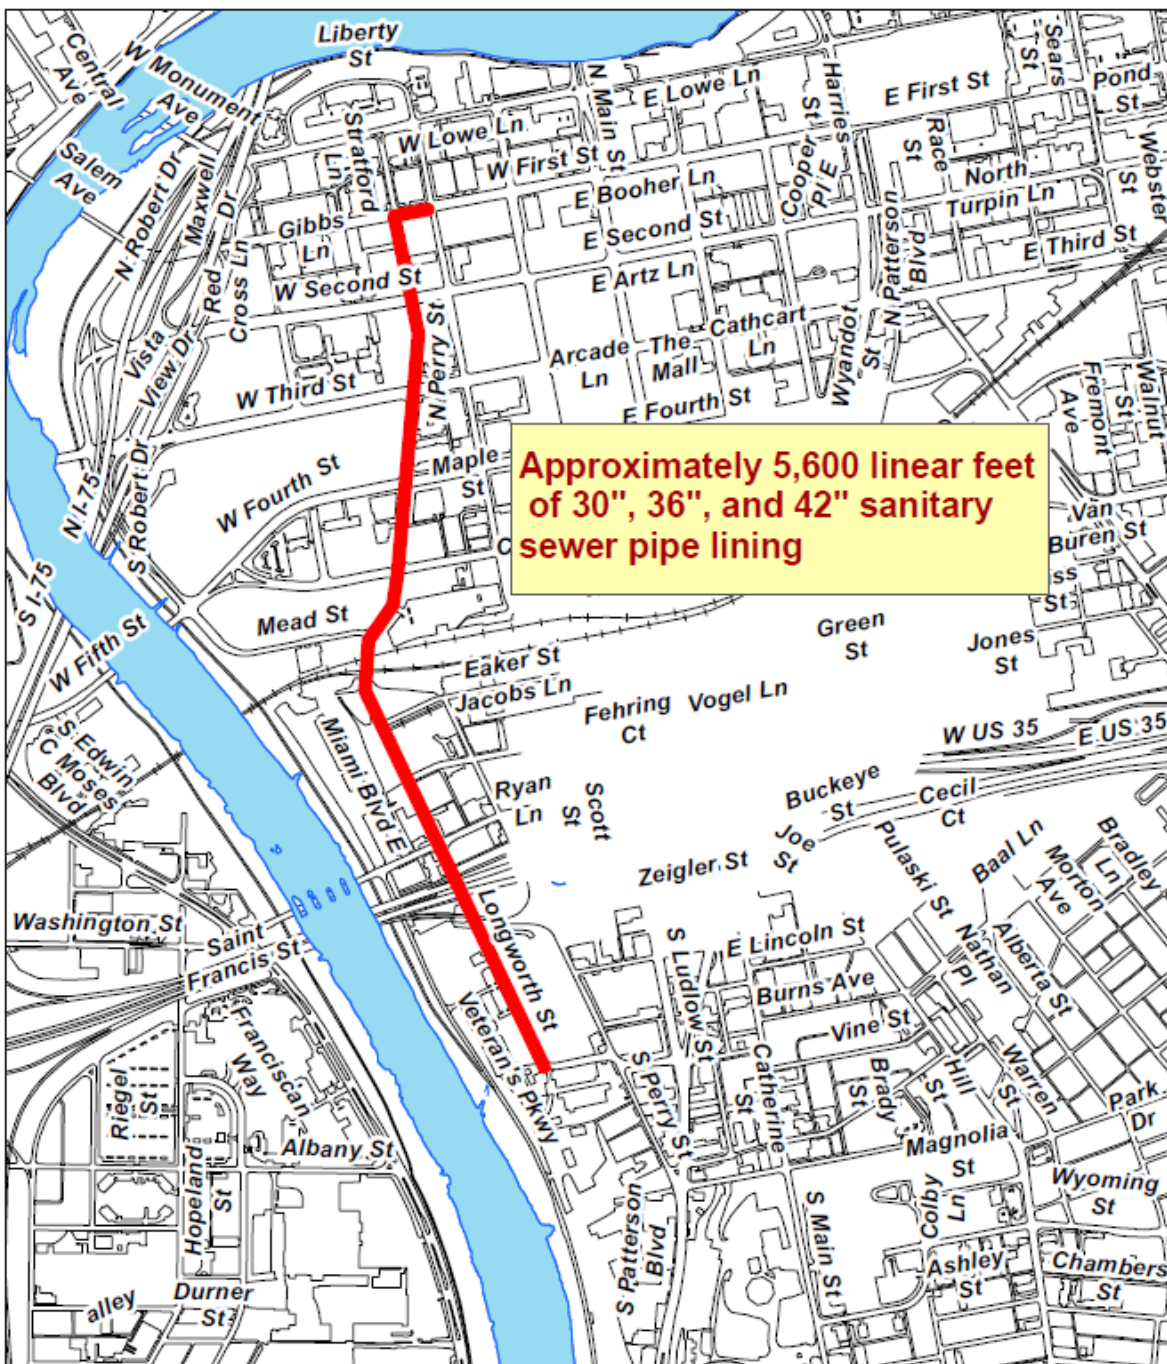 Liberty
St
Central
Ave
W Monument
Ave
Salem
Ave
N Robert Dr
Maxwell
Dr
Red
Cross Ln
Stratford
Ln
W Lowe Ln
W First St
N Main St
E Lowe Ln
Harries
St
Cooper
Pl E
E First St
Sears
St
Pond
St
Race
St
North
Turpin Ln
Webster
St
E Booher Ln
E Second St
E Third St
Gibbs
Ln
W Second St
E Artz Ln
N Patterson
Blvd
Vista
View Dr
N Perry St
Arcade
Ln
The
Mall
Cathcart
Ln
Wyandot
St
W Third St
E Fourth St
Fremont
Ave
Walnut
St
W Fourth St
Maple
St
Approximately 5,600 linear feet
of 30", 36", and 42" sanitary
sewer pipe lining
N I-75
S Robert Dr
Van
Buren St
S I-75
W Fifth St
Mead St
Eaker St
Jacobs Ln
Fehring
Ct
Vogel Ln
Green
St
Jones
St
W US 35
E US 35
S Edwin
C Moses
Blvd
Miami Blvd E
Ryan
Ln
Scott
St
Buckeye
St
Joe
St
Cecil
Ct
Zeigler St
Pulaski St
Baal Ln
Morton
Ave
Bradley
Ln
Washington St
Saint
Francis St
Longworth St
Veteran's Pkwy
S Ludlow St
E Lincoln St
Burns Ave
Vine St
Nathan
Pl
Alberta St
Riegel
St
Franciscan
Way
S Perry St
Catherine
St
Brady
St
Hill
St
Warren
St
Park
Dr
Albany St
Hopeland
St
Magnolia
St
Wyoming
St
S Patterson
Blvd
S Main St
Colby
Ln
Ashley
St
Chambers
St
alley
Durner
St